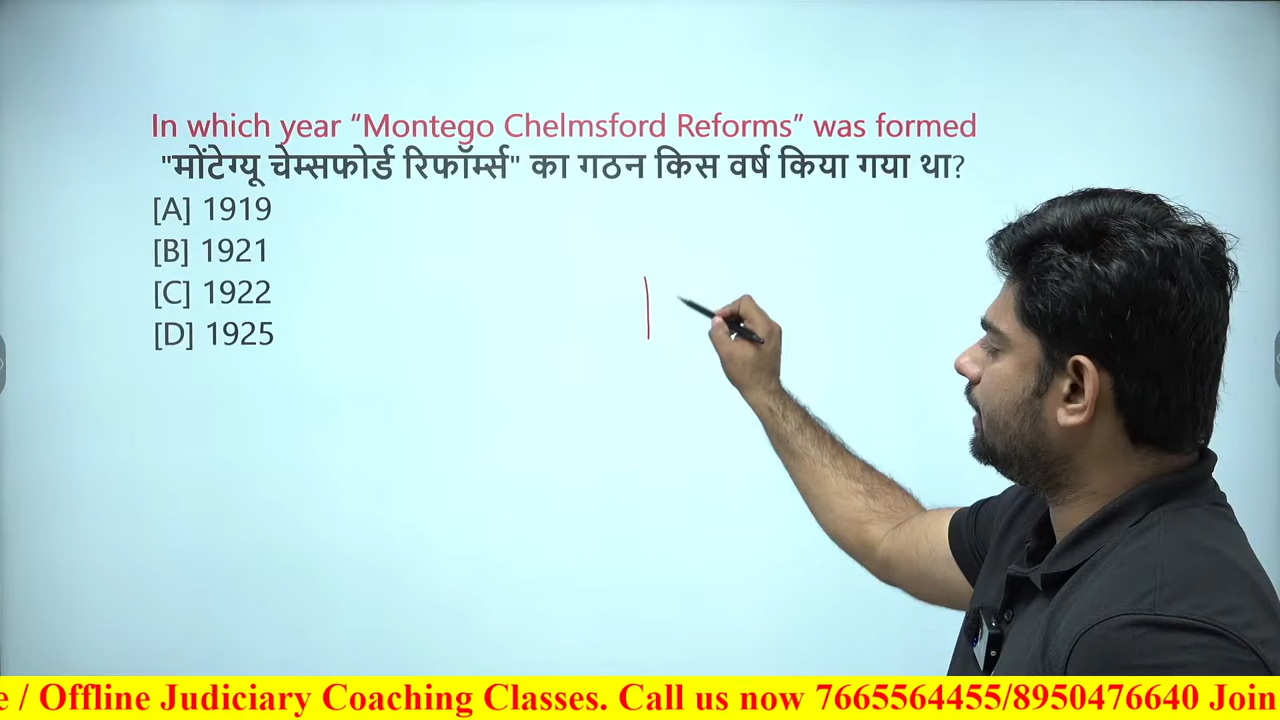 In which year “Montego Chelmsford Reforms” was formed
"मोंटेग्यू चेम्सफोर्ड रिफॉर्म्स" का गठन किस वर्ष किया गया था?
[A] 1919
[B] 1921
[C] 1922
[D] 1925
e / Offline Judiciary Coaching Classes. Call us now 7665564455/8950476640 Join